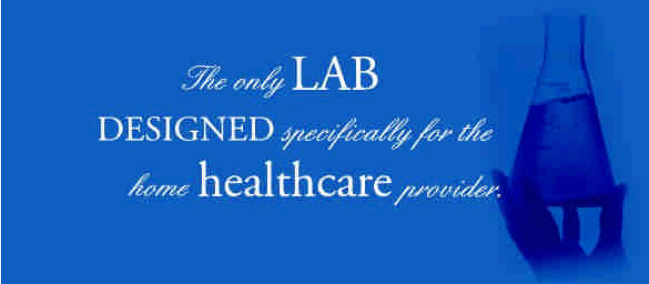 The only LAB
DESIGNED specifically for the
home healthcare provider.